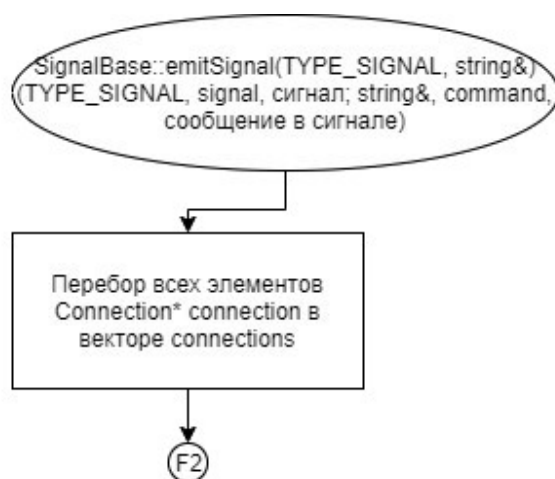 SignalBase::emitSignal(TYPE_SIGNAL, string&)
(TYPE_SIGNAL, signal, сигнал; string&, command,
сообщение в сигнале)
Перебор всех элементов
Connection* connection в
векторе connections
F2